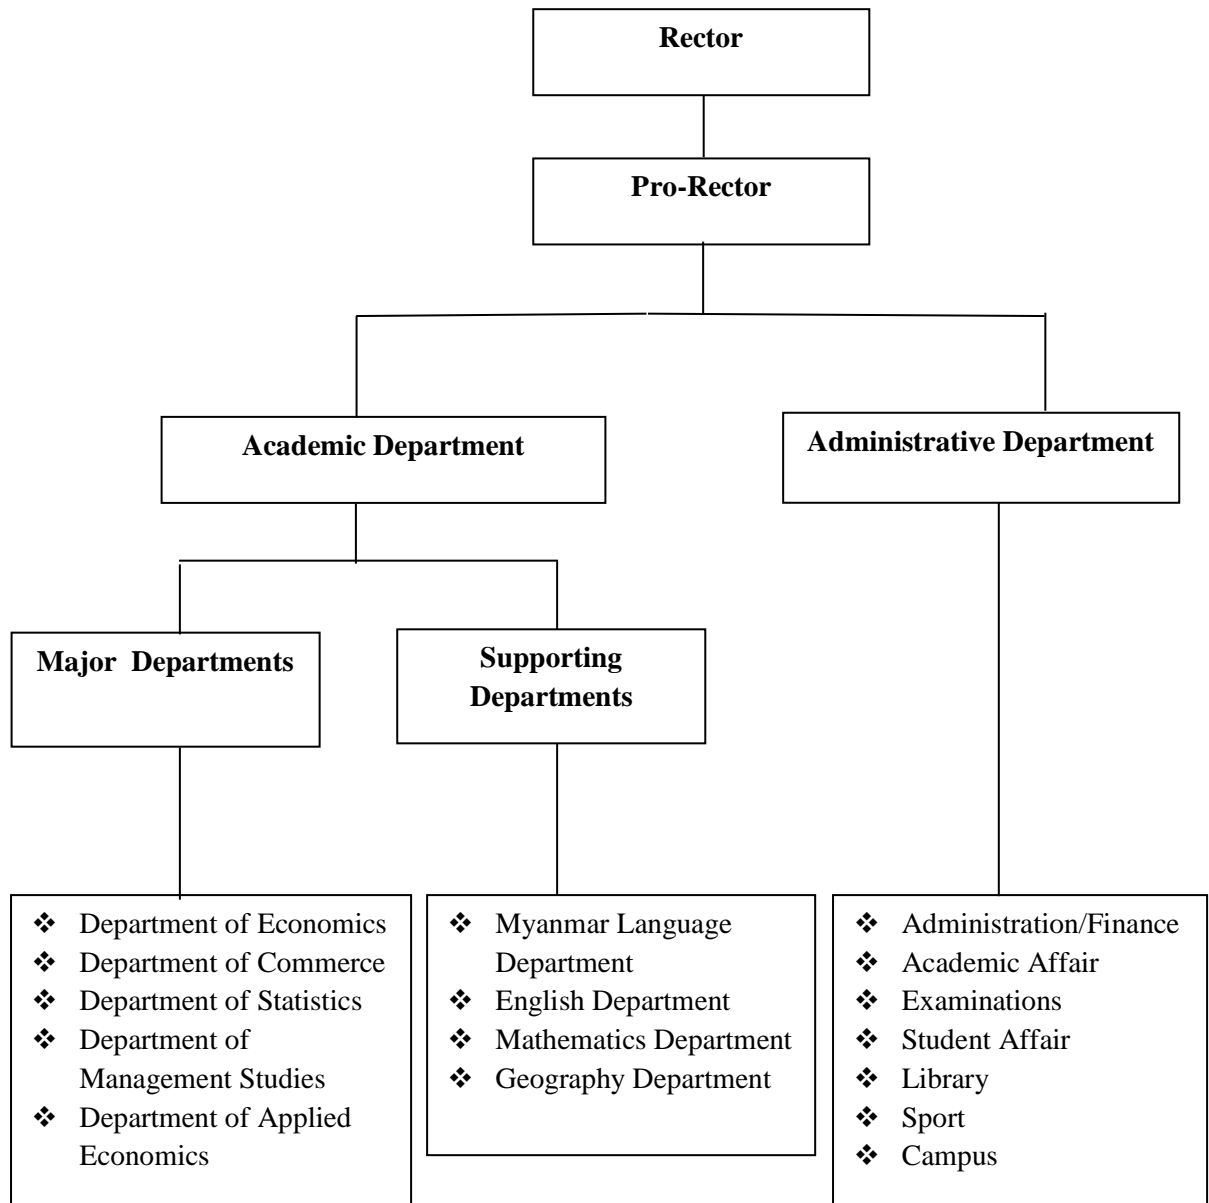 Rector
Pro-Rector
Academic Department
Administrative Department
Major Departments
Supporting
Departments
❖ Department of Economics
❖ Department of Commerce
❖ Department of Statistics
❖ Department of
Management Studies
❖ Department of Applied
Economics
❖ Myanmar Language
Department
❖ English Department
❖ Mathematics Department
❖ Geography Department
❖ Administration/Finance
❖ Academic Affair
❖ Examinations
❖ Student Affair
❖ Library
❖ Sport
❖ Campus